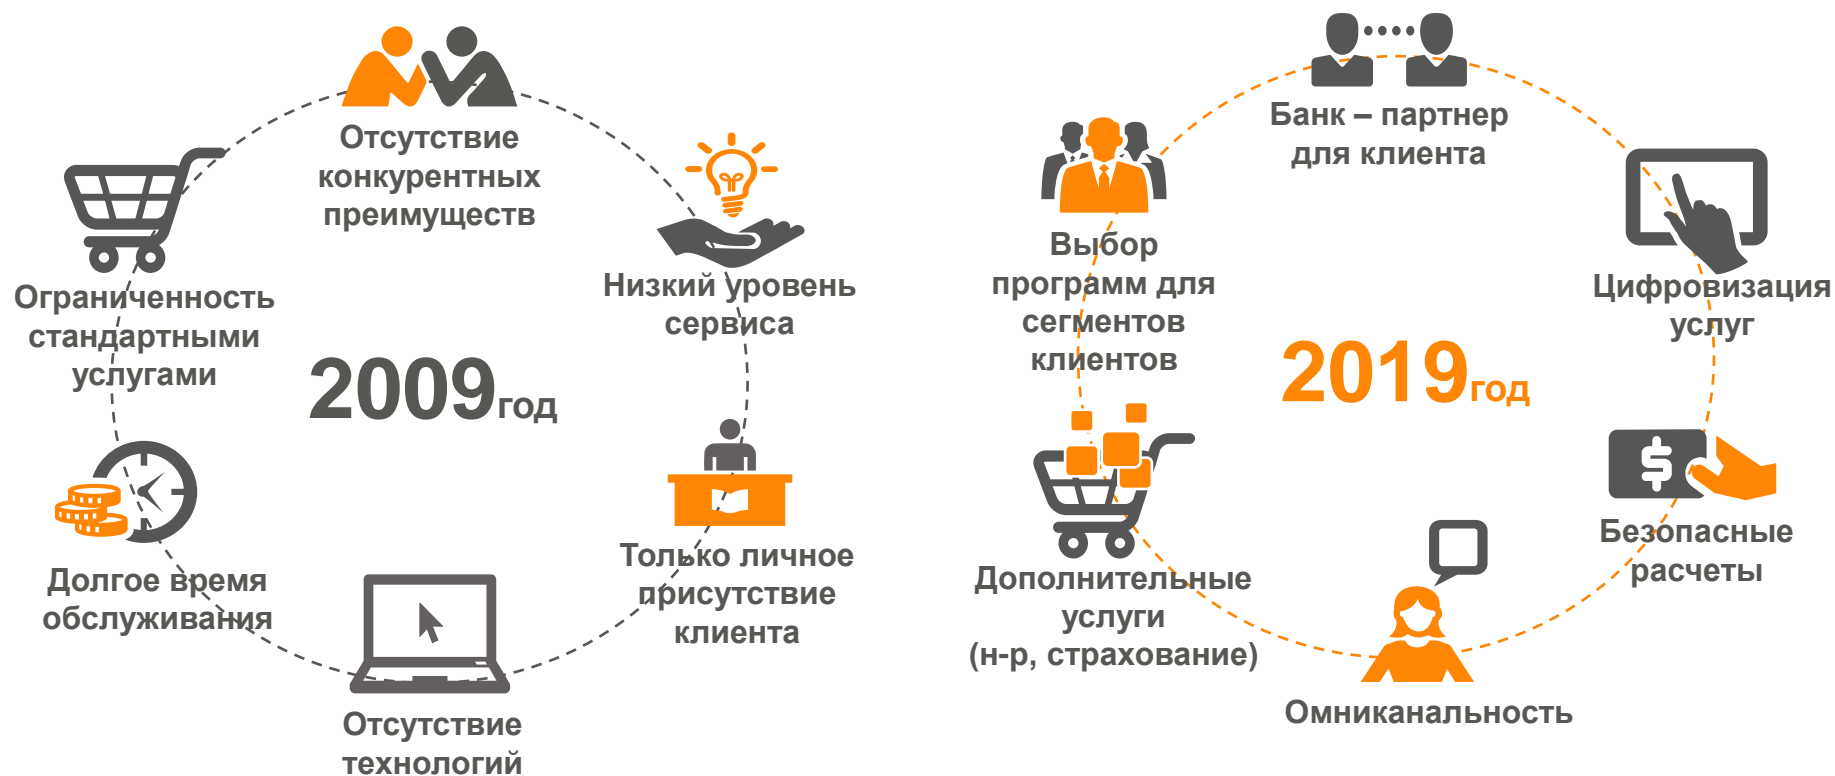 Отсутствие
конкурентных
преимуществ
Низкий уровень
сервиса
Ограниченность
стандартными
услугами
2009год
Только личное
присутствие
клиента
Долгое время
обслуживания
Отсутствие
технологий
Банк – партнер
для клиента
Выбор
программ для
сегментов
клиентов
Цифровизация
услуг
2019год
Безопасные
расчеты
Дополнительные
услуги
(н-р, страхование)
Омниканальность